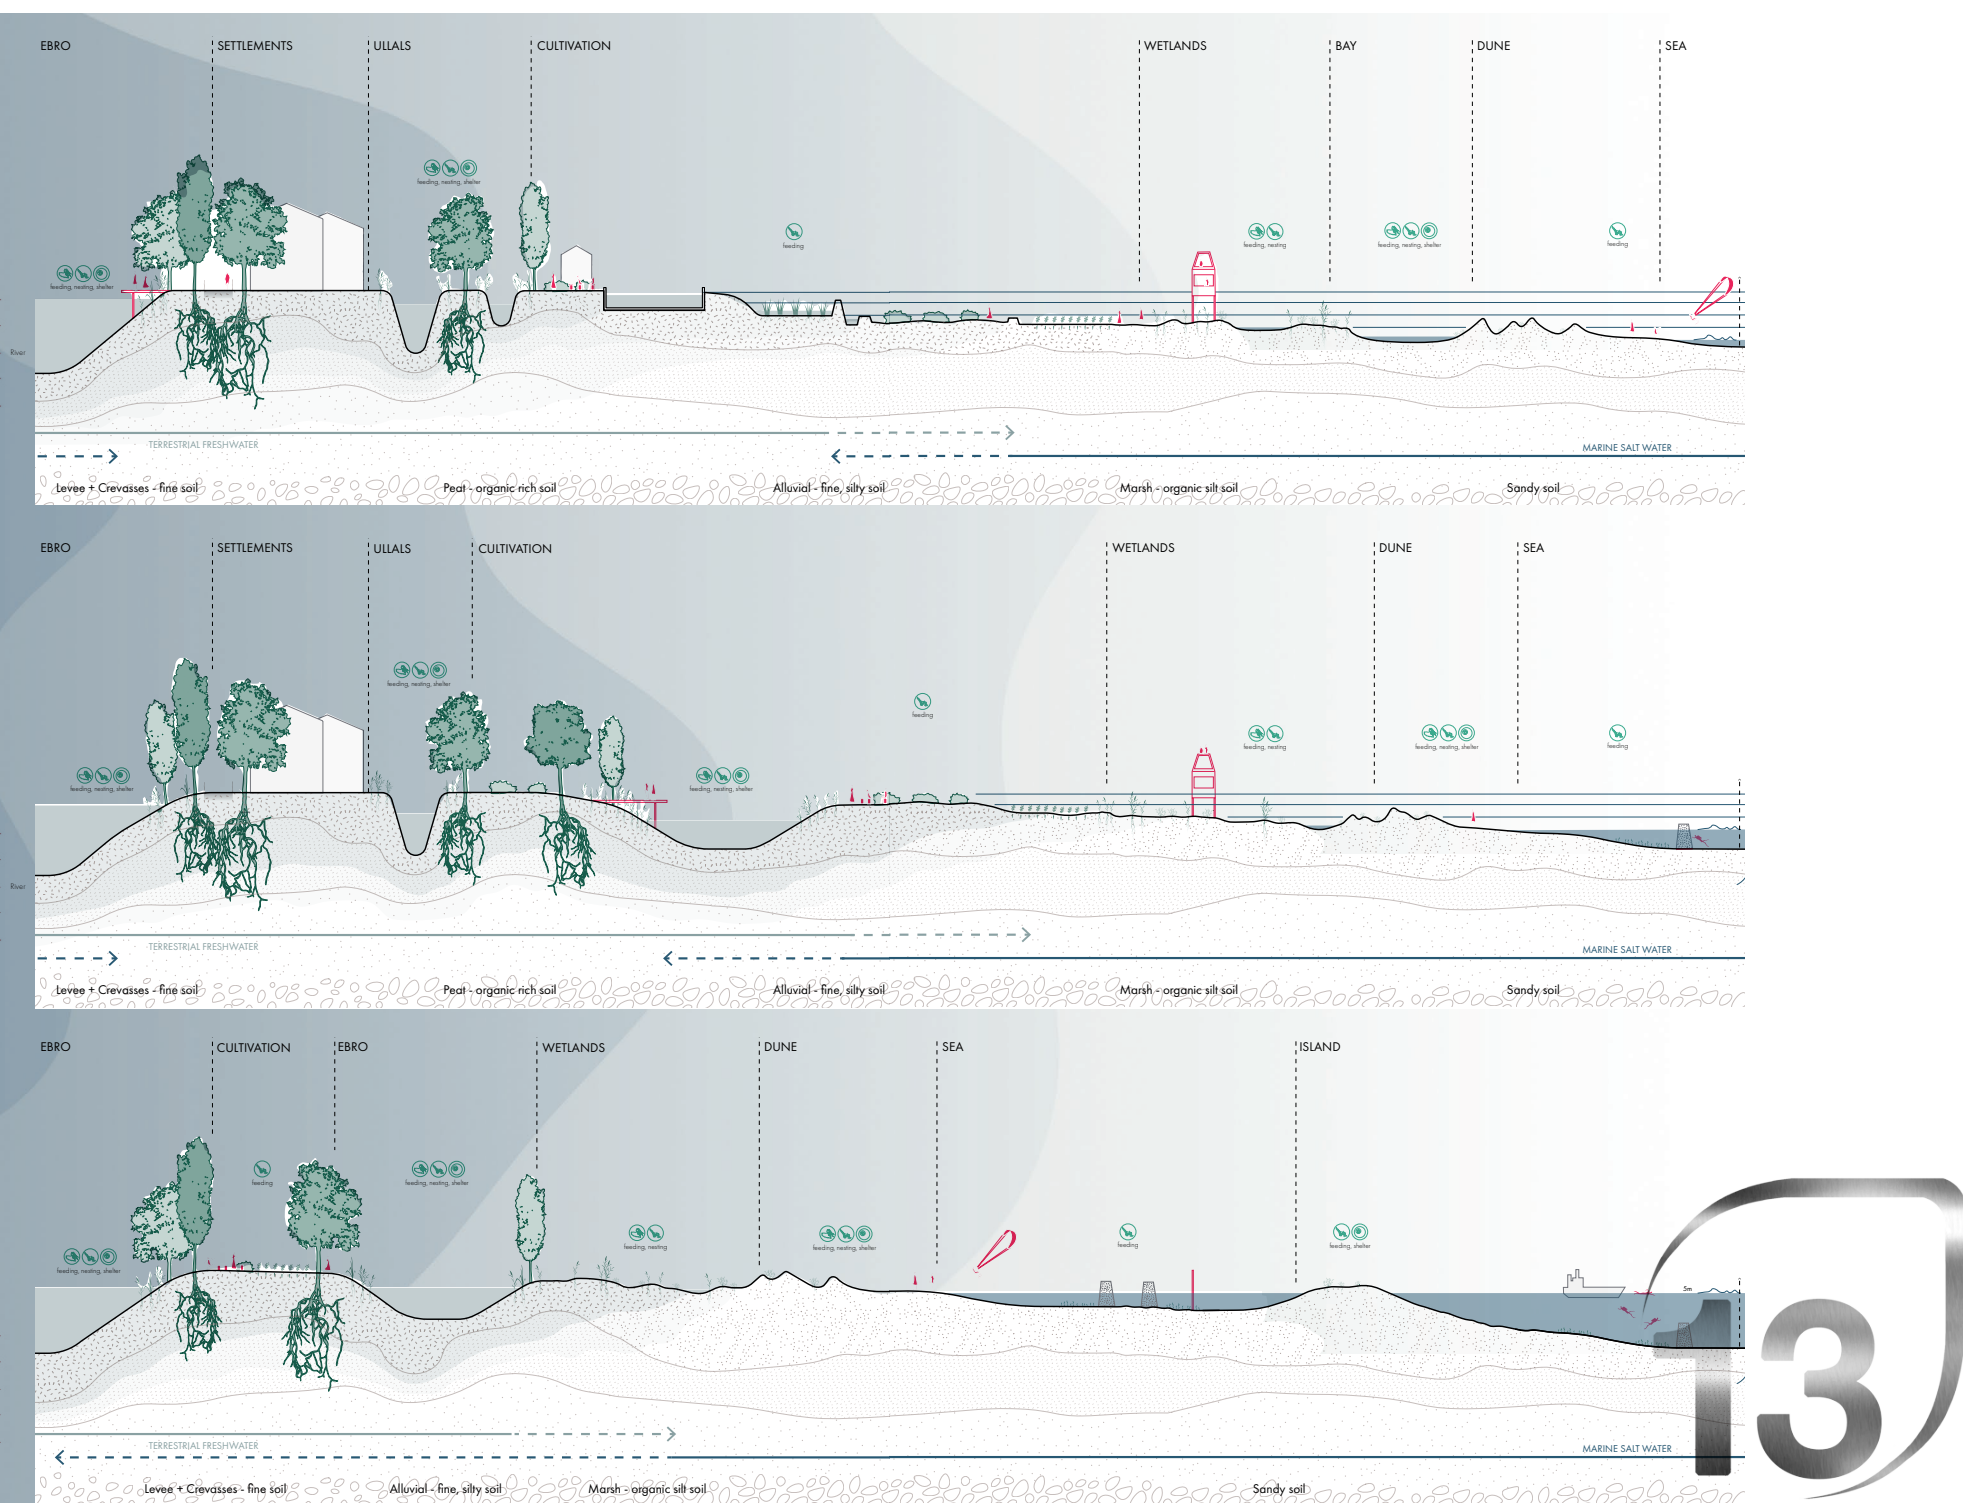 EBRO
SETTLEMENTS
ULLALS
CULTIVATION
WETLANDS
BAY
DUNE
SEA
feeding, nesting, shelter
feeding, nesting, shelter
feeding
feeding, nesting
feeding, nesting, shelter
feeding
River
TERRESTRIAL FRESHWATER
MARINE SALT WATER
Levee + Crevasses - fine soil
Peat - organic rich soil
Alluvial - fine, silty soil
Marsh - organic silt soil
Sandy soil
EBRO
SETTLEMENTS
ULLALS
CULTIVATION
WETLANDS
DUNE
SEA
feeding, nesting, shelter
feeding, nesting, shelter
feeding, nesting, shelter
feeding
feeding, nesting
feeding, nesting, shelter
feeding
River
TERRESTRIAL FRESHWATER
MARINE SALT WATER
Levee + Crevasses - fine soil
Peat - organic rich soil
Alluvial - fine, silty soil
Marsh - organic silt soil
Sandy soil
EBRO
CULTIVATION
EBRO
WETLANDS
DUNE
SEA
ISLAND
feeding, nesting, shelter
feeding
feeding, nesting, shelter
feeding, nesting
feeding, nesting, shelter
feeding
feeding, shelter
5m
13
TERRESTRIAL FRESHWATER
MARINE SALT WATER
Levee + Crevasses - fine soil
Alluvial - fine, silty soil
Marsh - organic silt soil
Sandy soil